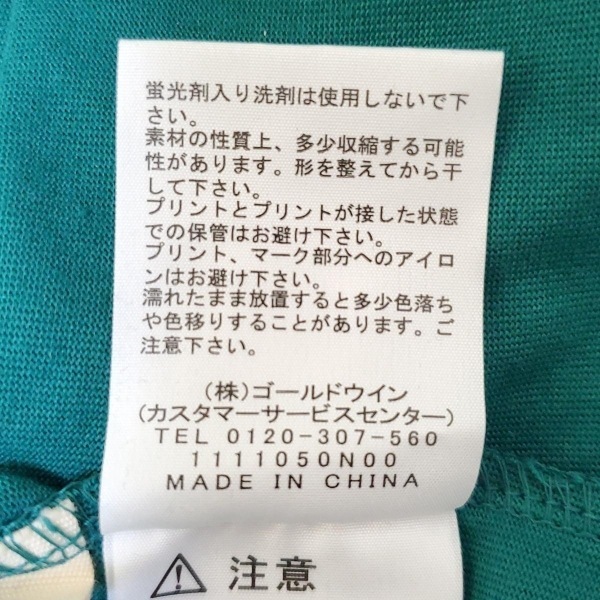 蛍光剤入り洗剤は使用しないで下
さい。
素材の性質上、多少収縮する可能
性があります。形を整えてから干
して下さい。
プリントとプリントが接した状態
での保管はお避け下さい。
プリント、マーク部分へのアイロ
ンはお避け下さい。
濡れたまま放置すると多少色落ち
や色移りすることがあります。ご
注意下さい。
(株)ゴールドウイン
(カスタマーサービスセンター)
TEL 0120-307-560
1111050N00
MADE IN CHINA
注意